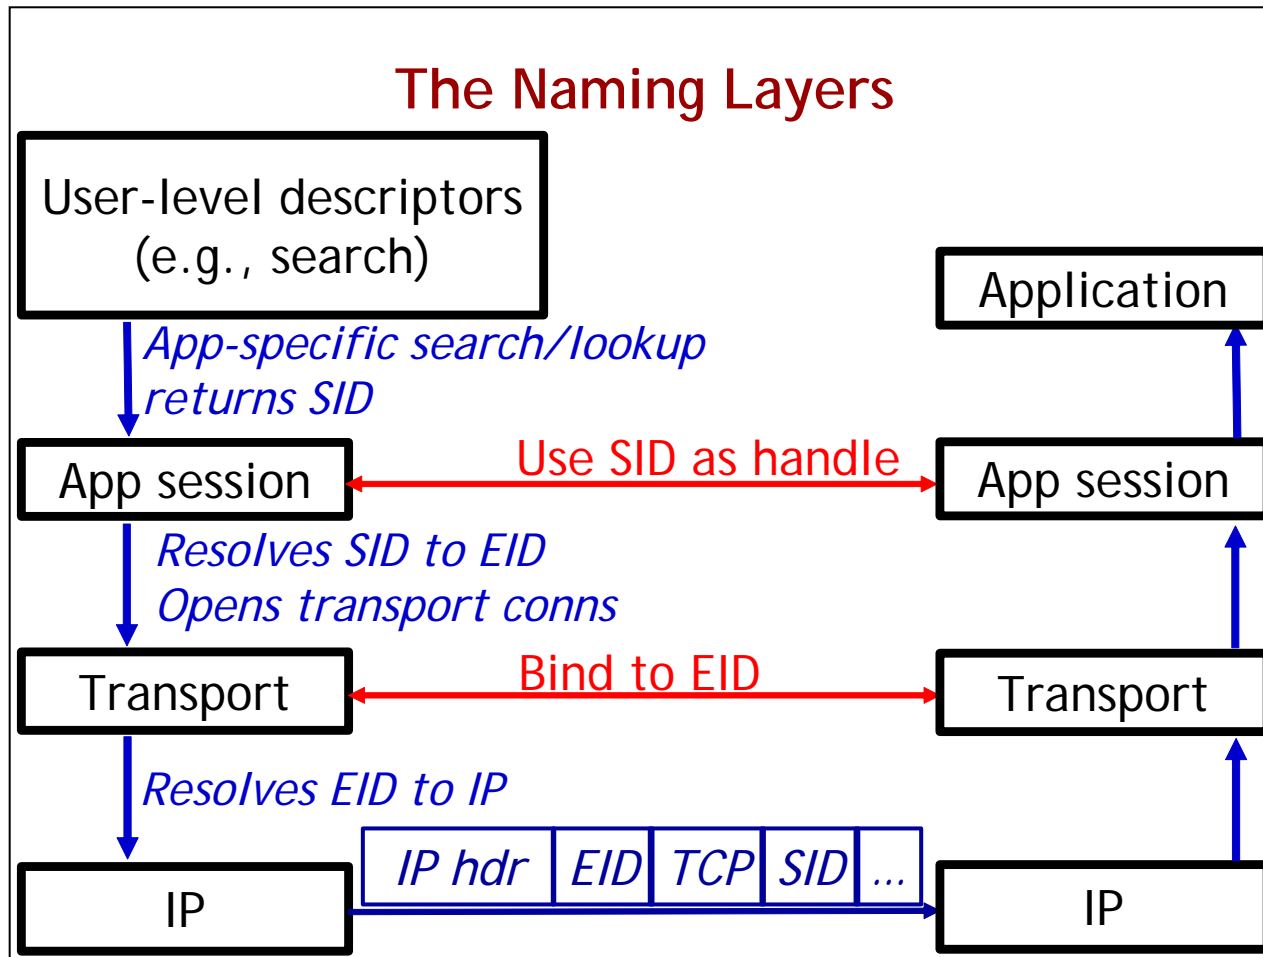 The Naming Layers
User-level descriptors
(e.g., search)
Application
App-specific search/lookup
returns SID
App session
Use SID as handle
App session
Resolves SID to EID
Opens transport conns
Transport
Bind to EID
Transport
Resolves EID to IP
IP hdr EID TCP SID ...
IP
IP